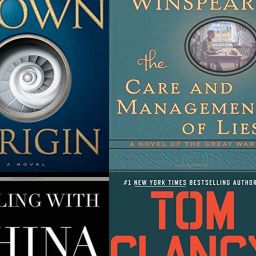 OWN
RIGIN
A NOVEL
WINSPEAR
the
CARE AND
MANAGEMEN
OF LIES
A NOVEL OF THE GREAT WAR
LING WITH
HINA
#1 NEW YORK TIMES BESTSELLING AUTHOR
TOM
CLANCY